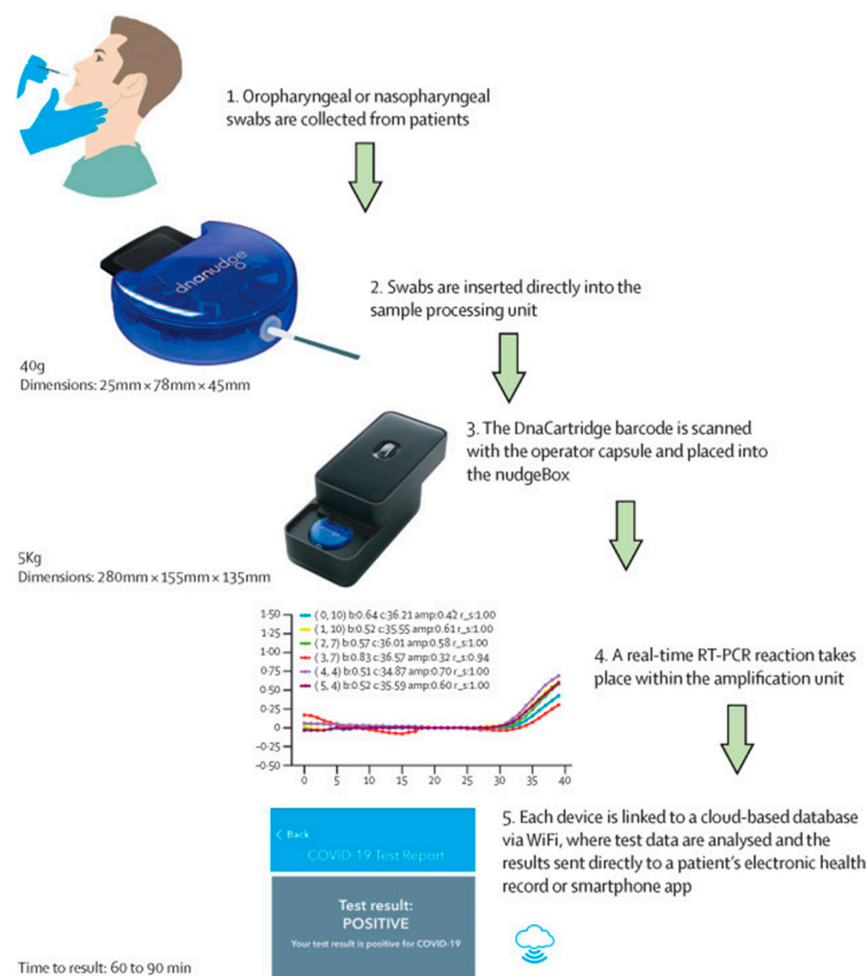 1. Oropharyngeal or nasopharyngeal
swabs are collected from patients
dnanudge
2. Swabs are inserted directly into the
sample processing unit
40g
Dimensions: 25mm × 78mm × 45mm
3. The DnaCartridge barcode is scanned
with the operator capsule and placed into
the nudgeBox
5Kg
Dimensions: 280mm × 155mm × 135mm
1·50
1·25
1·00
0·75
0·50
0·25
0
–0·25
–0·50
( 0, 10) b:0.64 c:36.21 amp:0.42 r_s:1.00
( 1, 10) b:0.52 c:35.55 amp:0.61 r_s:1.00
( 2, 7) b:0.57 c:36.01 amp:0.58 r_s:1.00
( 3, 7) b:0.83 c:36.57 amp:0.32 r_s:0.94
( 4, 4) b:0.51 c:34.87 amp:0.70 r_s:1.00
( 5, 4) b:0.52 c:35.59 amp:0.60 r_s:1.00
0 5 10 15 20 25 30 35 40
4. A real-time RT-PCR reaction takes
place within the amplification unit
5. Each device is linked to a cloud-based database
via WiFi, where test data are analysed and the
results sent directly to a patient's electronic health
record or smartphone app
< Back
COVID-19 Test Report
Test result:
POSITIVE
Your test result is positive for COVID-19
Time to result: 60 to 90 min